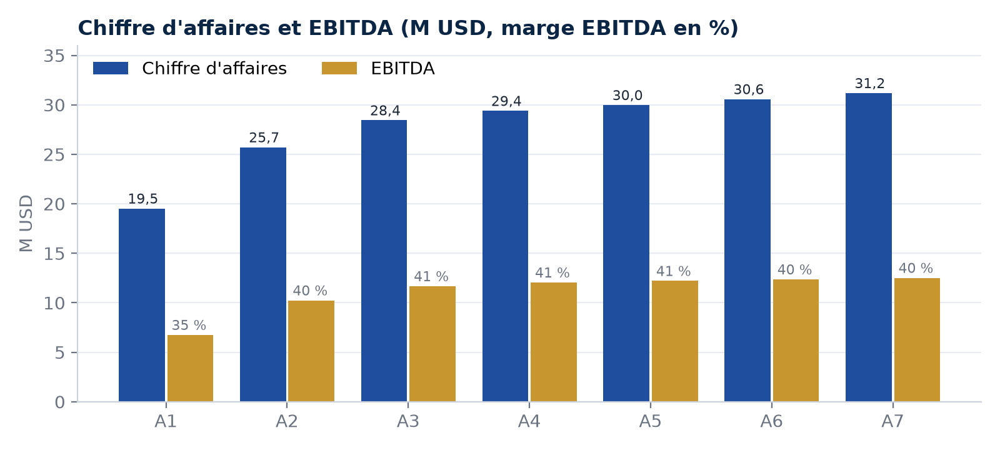 Chiffre d'affaires et EBITDA (M USD, marge EBITDA en %)
Chiffre d'affaires
EBITDA
M USD
35
30
25
20
15
10
5
0
19,5
25,7
28,4
29,4
30,0
30,6
31,2
35 %
40 %
41 %
41 %
41 %
40 %
40 %
A1
A2
A3
A4
A5
A6
A7